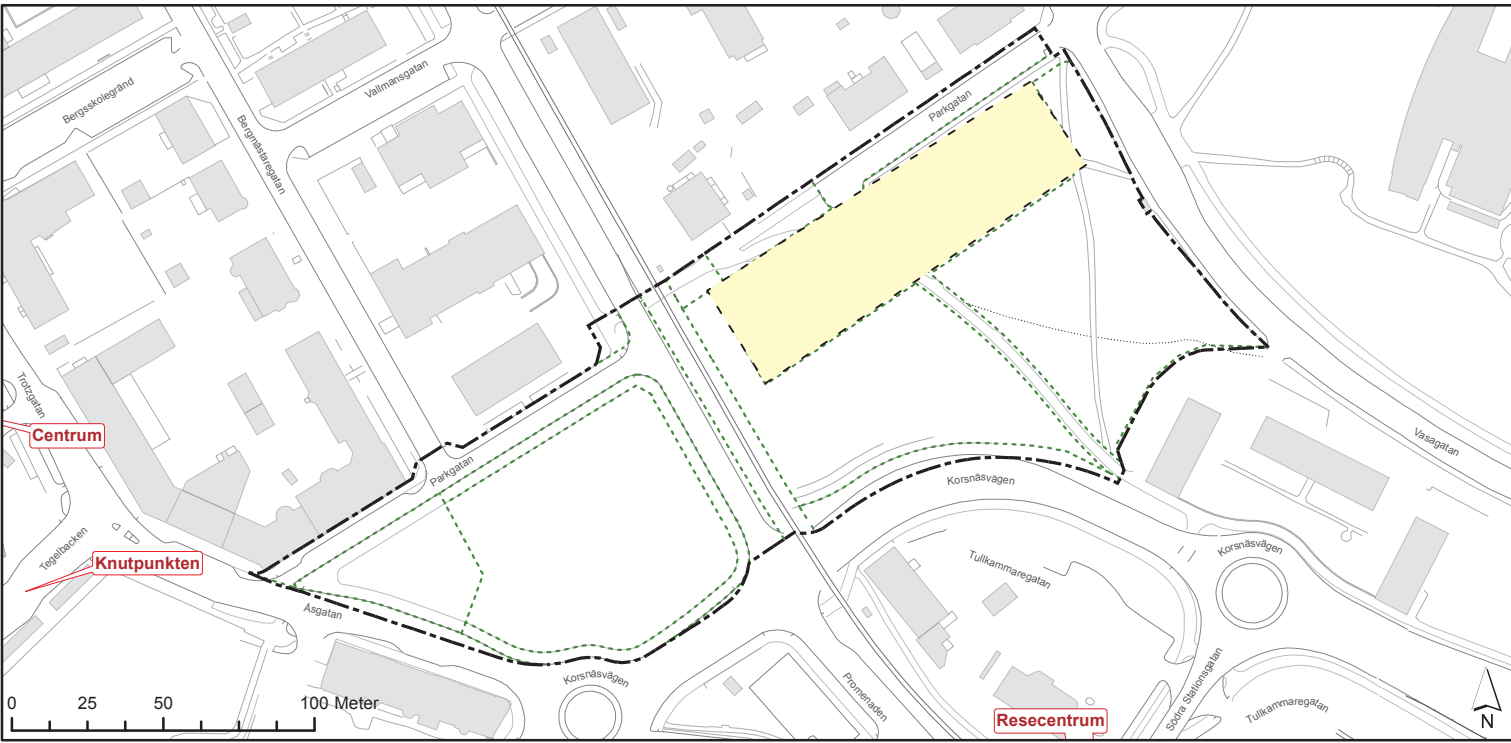 Bergsskolegränd
Vallmansgatan
Bergmästaregatan
Parkgatan
Trotzgatan
Centrum
Parkgatan
Vasagatan
Korsnäsvägen
Tegelbacken
Knutpunkten
Korsnäsvägen
Tullkammaregatan
Åsgatan
Korsnäsvägen
Promenaden
Södra Stationsgatan
Tullkammaregatan
Resecentrum
0 25 50 100 Meter
N